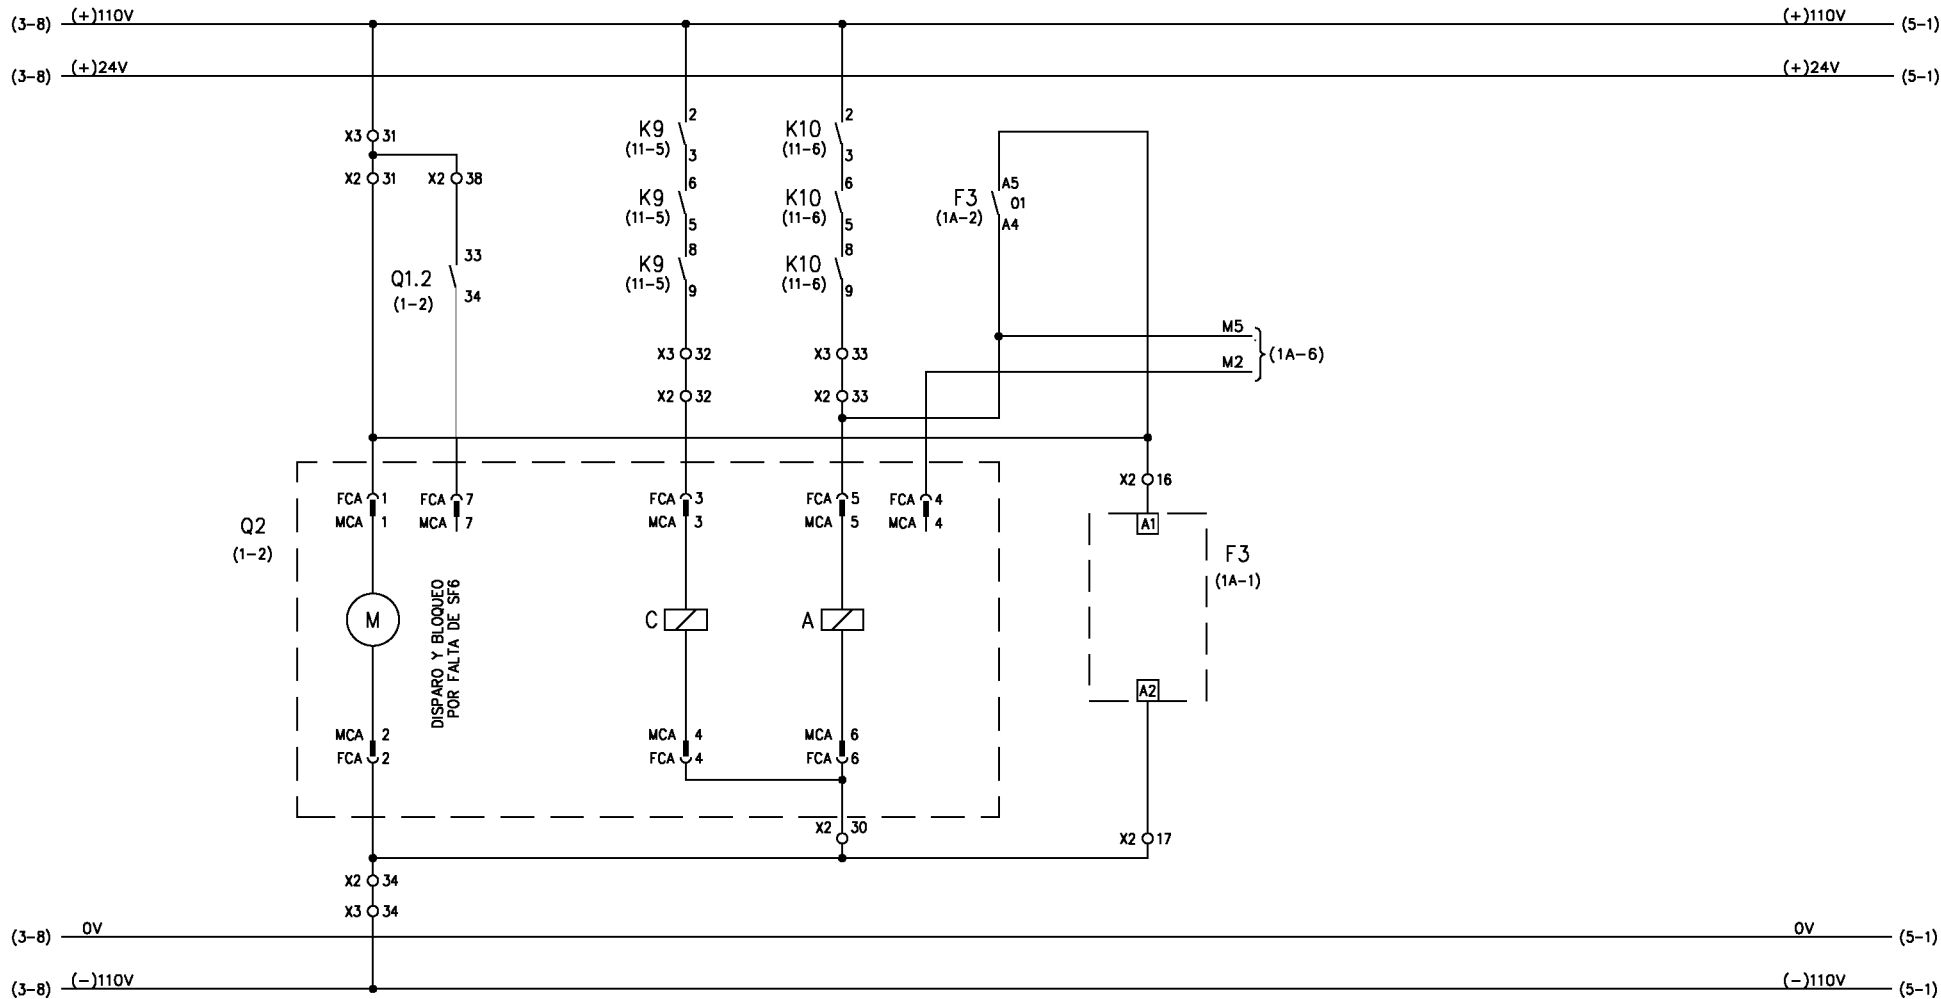 (3-8) (+)110V (+)110V (5-1)
(3-8) (+)24V (+)24V (5-1)
X3 31
X2 31
X2 38
Q1.2
(1-2)
33
34
K9
(11-5)
2
3
K9
(11-5)
6
5
K9
(11-5)
8
9
X3 32
X2 32
K10
(11-6)
2
3
K10
(11-6)
6
5
K10
(11-6)
8
9
X3 33
X2 33
F3
(1A-2)
A5
01
A4
M5
M2
(1A-6)
Q2
(1-2)
FCA 1
MCA 1
FCA 7
MCA 7
FCA 3
MCA 3
FCA 5
MCA 5
FCA 4
MCA 4
X2 16
A1
F3
(1A-1)
A2
X2 17
M
DISPARO Y BLOQUEO
POR FALTA DE SF6
C
A
MCA 2
FCA 2
MCA 4
FCA 4
MCA 6
FCA 6
X2 30
X2 34
X3 34
(3-8) 0V 0V (5-1)
(3-8) (-)110V (-)110V (5-1)